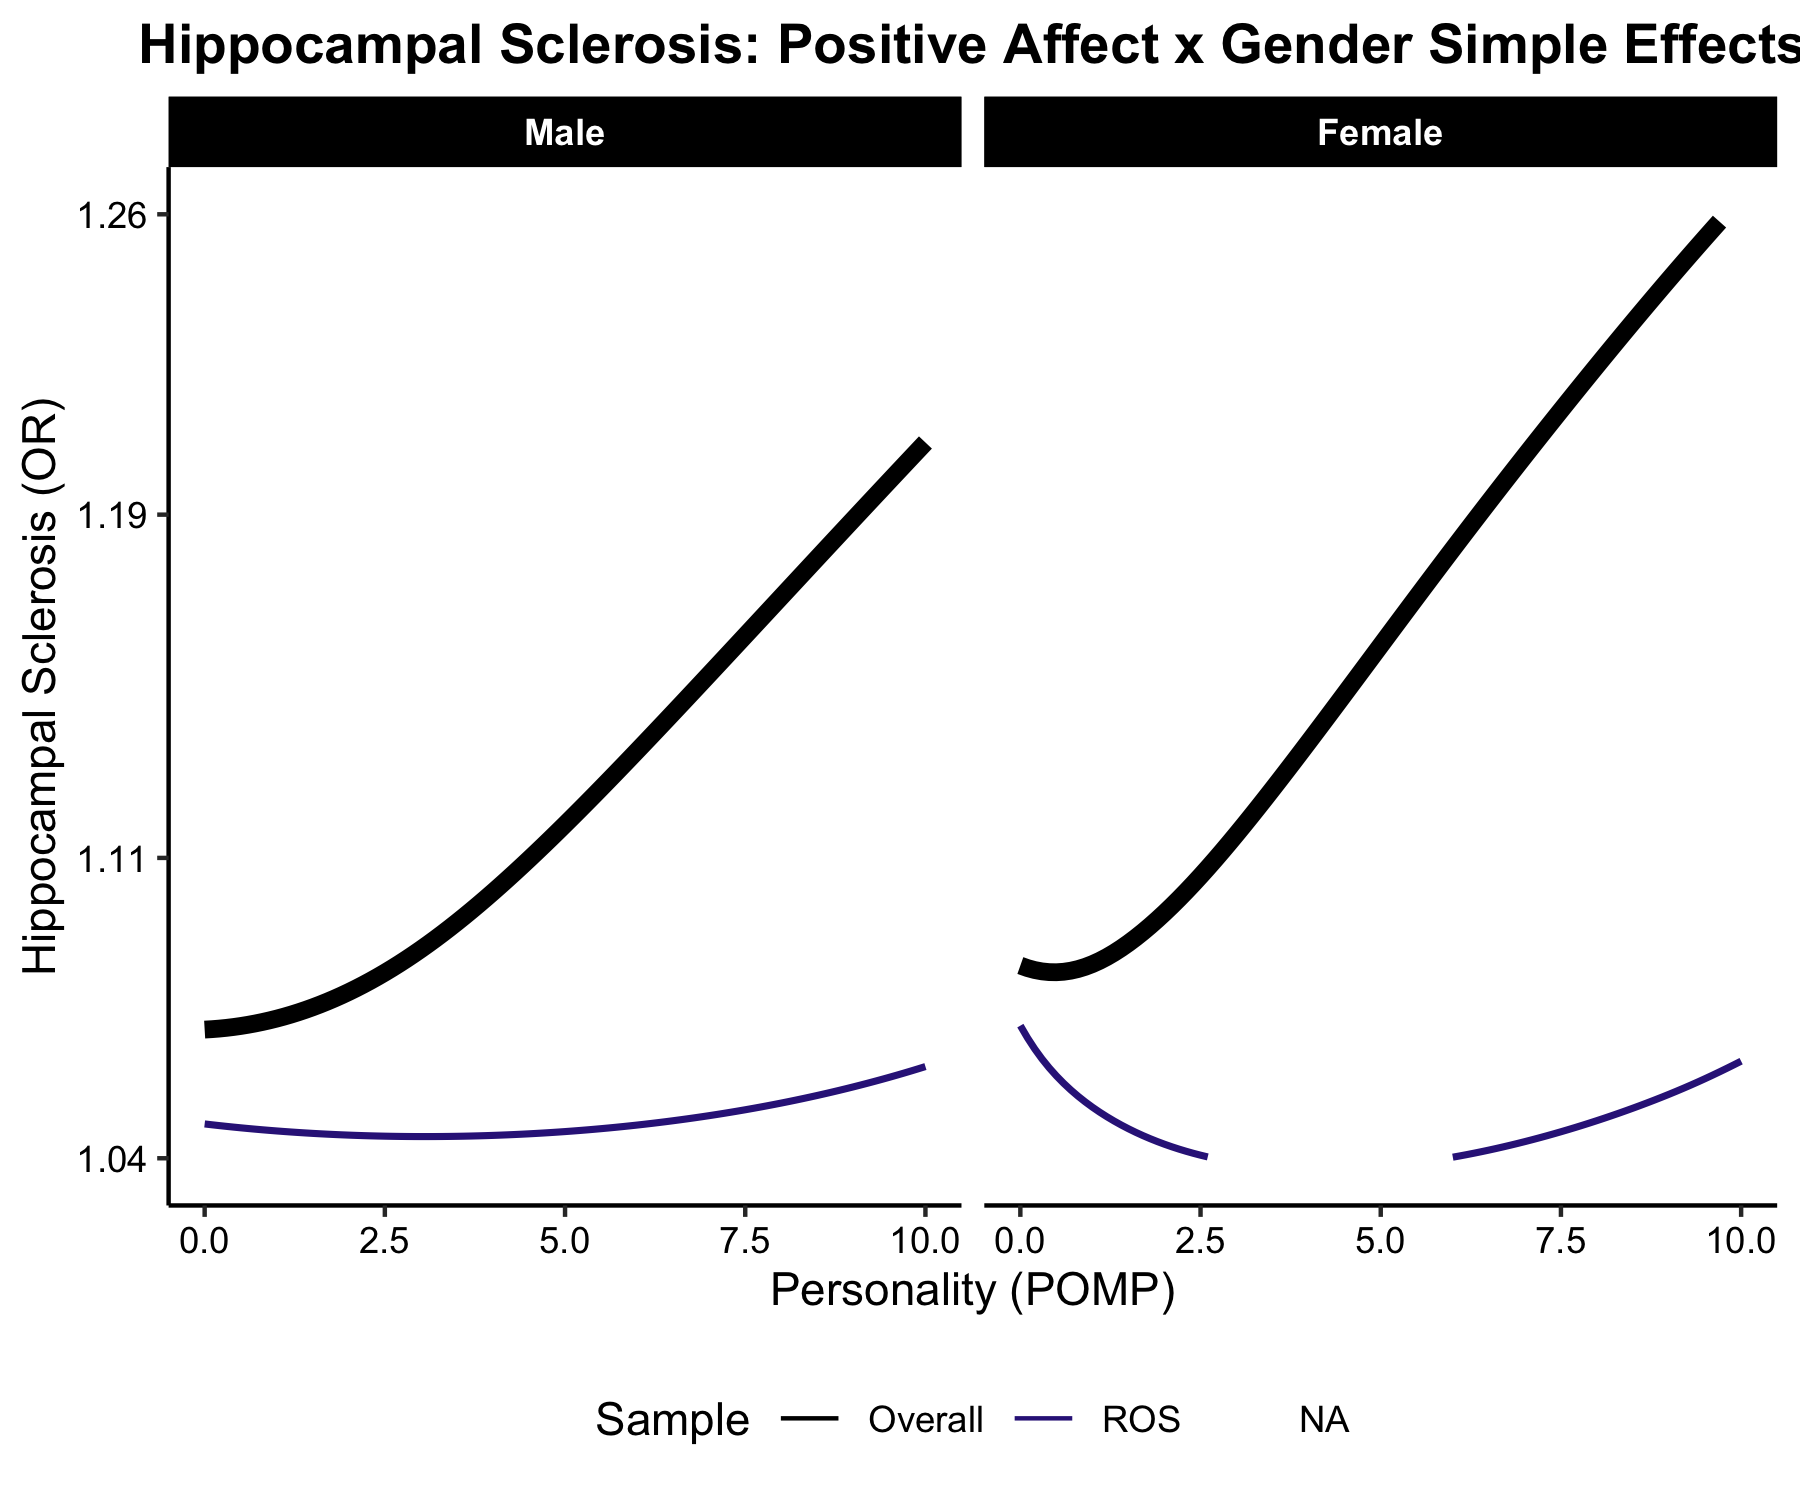 Hippocampal Sclerosis: Positive Affect x Gender Simple Effects
Male
Female
Hippocampal Sclerosis (OR)
1.26
1.19
1.11
1.04
0.0 2.5 5.0 7.5 10.0
0.0 2.5 5.0 7.5 10.0
Personality (POMP)
Sample Overall ROS NA